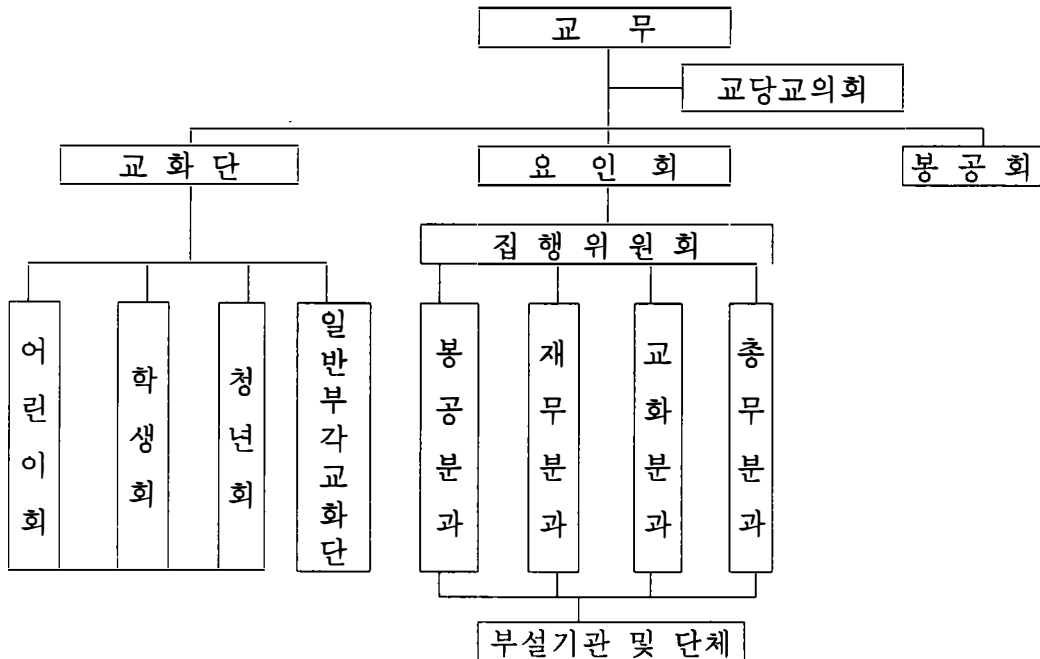 교 무
교당교의회
교 화 단
요 인 회
봉 공 회
집 행 위 원 회
어린이회
학생회
청년회
일반부각교화단
봉공분과
재무분과
교화분과
총무분과
부설기관 및 단체